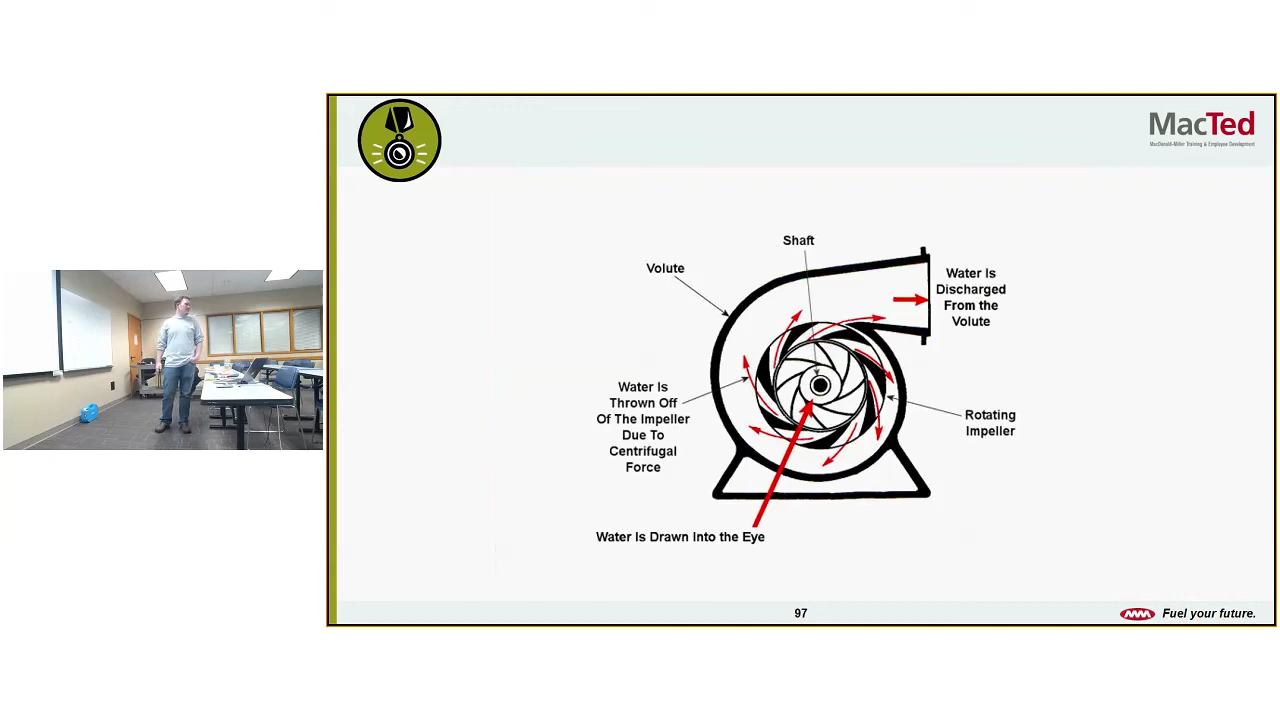 MacTed
MacDonald-Miller Training & Employee Development
Shaft
Volute
Water Is
Discharged
From the
Volute
Water Is
Thrown Off
Of The Impeller
Due To
Centrifugal
Force
Rotating
Impeller
Water Is Drawn Into the Eye
97
Fuel your future.